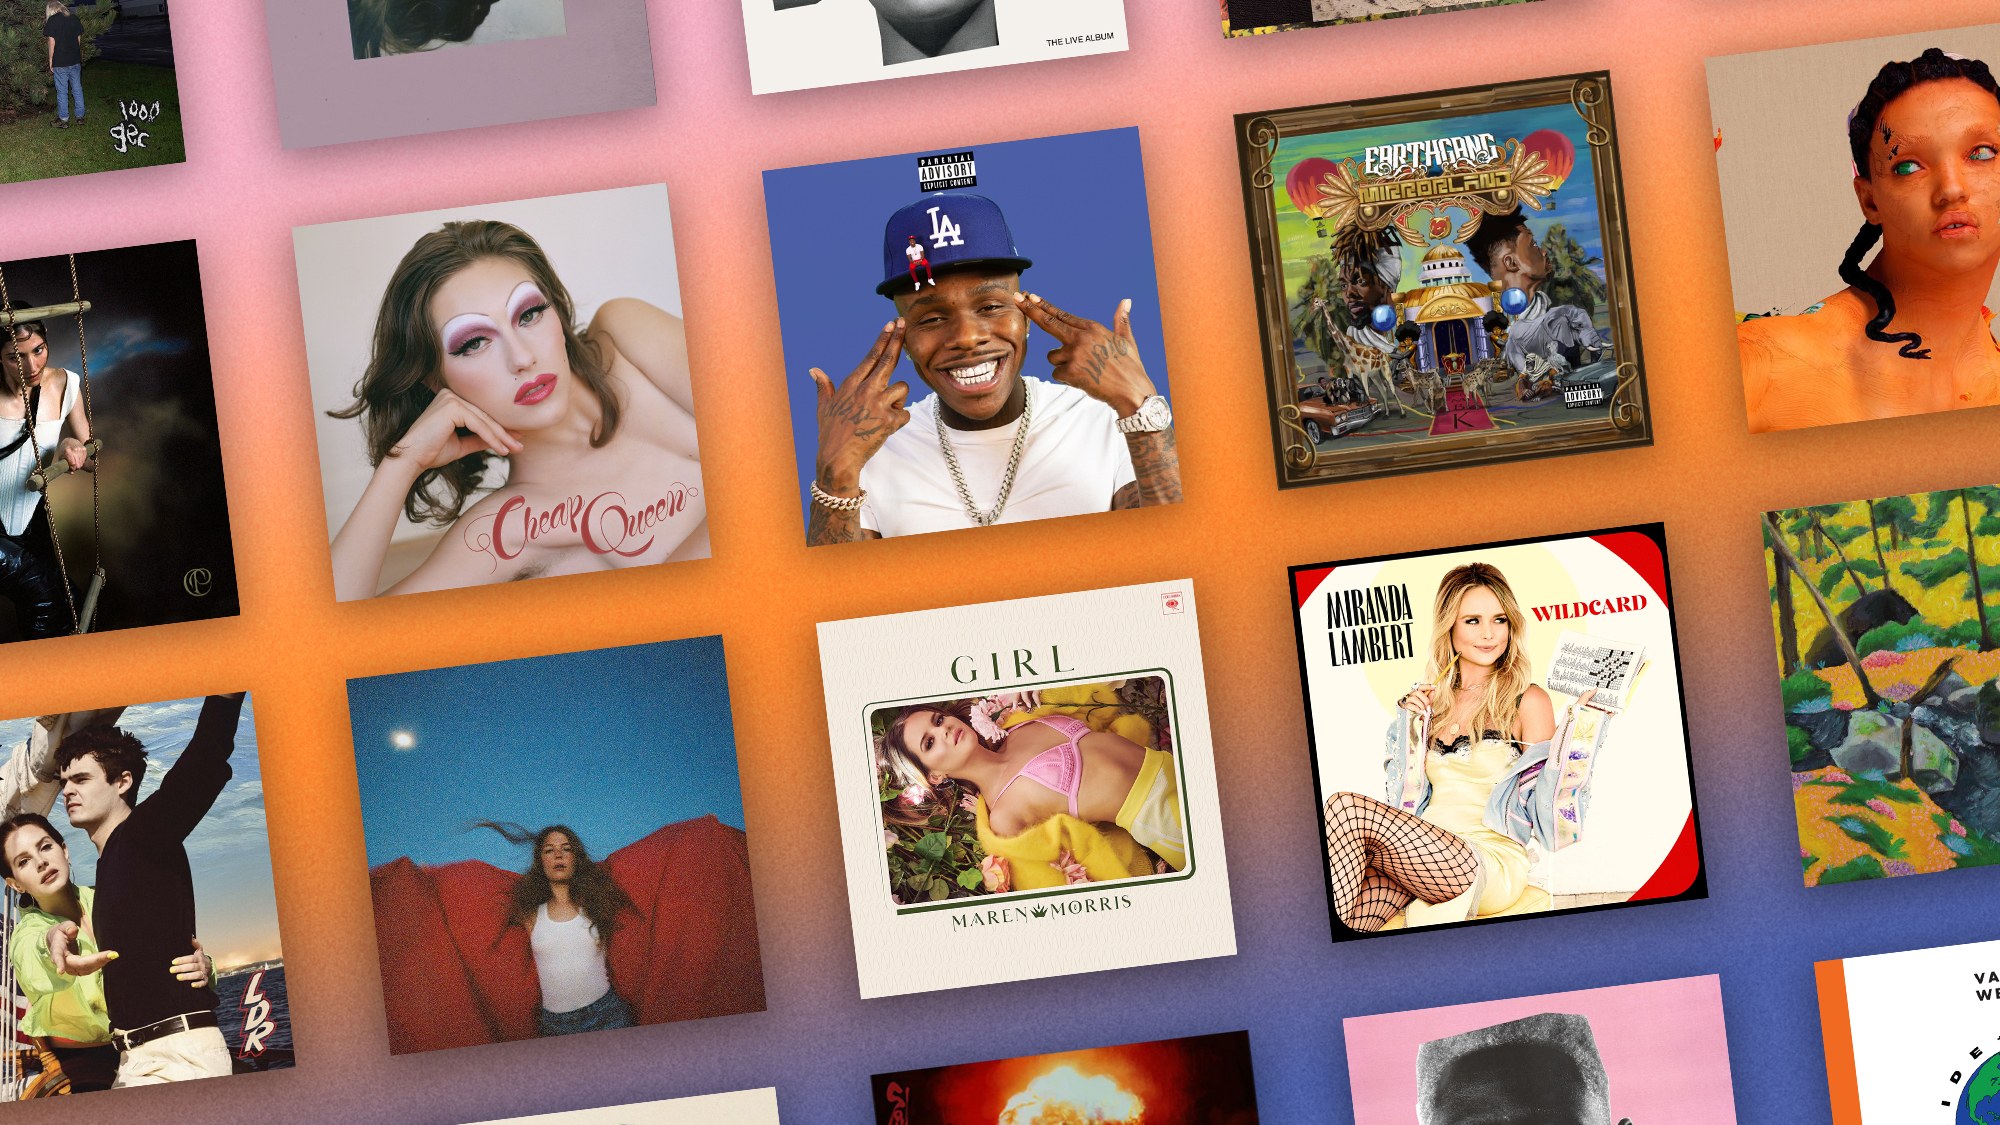 1000
gec
THE LIVE ALBUM
Cheap Queen
PARENTAL
ADVISORY
EXPLICIT CONTENT
LA
EARTHGANG
MIRRORLAND
PARENTAL
ADVISORY
EXPLICIT CONTENT
K
LDR
GIRL
MAREN MORRIS
MIRANDA
LAMBERT
WILDCARD
VA
WE
IDE